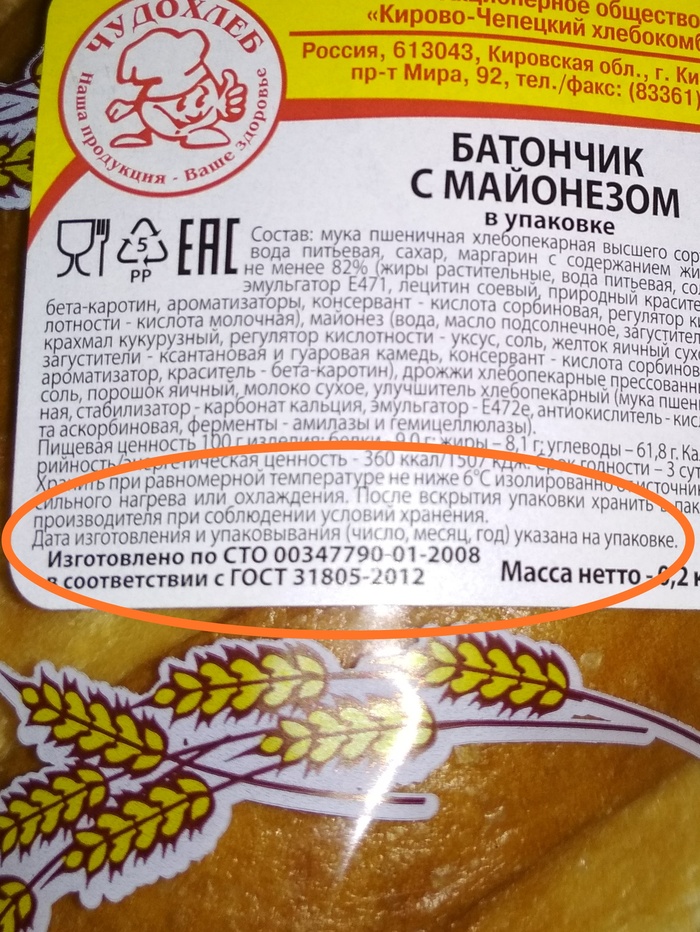 ЧУДОХЛЕБ
Наша продукция - Ваше здоровье
общество
«Кирово-Чепецкий хлебокомб
Россия, 613043, Кировская обл., г. Ки
пр-т Мира, 92, тел./факс: (83361)
БАТОНЧИК
С МАЙОНЕЗОМ
в упаковке
5
PP
ЕАС
Состав: мука пшеничная хлебопекарная высшего сор
вода питьевая, сахар, маргарин с содержанием жи
не менее 82% (жиры растительные, вода питьевая, со
эмульгатор Е471, лецитин соевый, природный красите
бета-каротин, ароматизаторы, консервант - кислота сорбиновая, регулятор к
лотности - кислота молочная), майонез (вода, масло подсолнечное, загустител
крахмал кукурузный, регулятор кислотности - уксус, соль, желток яичный сух
загустители - ксантановая и гуаровая камедь, консервант - кислота сорбинов
ароматизатор, краситель - бета-каротин), дрожжи хлебопекарные прессованн
соль, порошок яичный, молоко сухое, улучшитель хлебопекарный (мука пшен
ная, стабилизатор - карбонат кальция, эмульгатор - Е472е, антиокислитель - кис
та аскорбиновая, ферменты - амилазы и гемицеллюлазы).
Пищевая ценность 100 г изделия: белки - 9,0 г; жиры – 8,1 г; углеводы – 61,8 г. Ка
рийность/энергетическая ценность - 360 ккал/1507 кДж. Срок годности – 3 сут
Хранить при равномерной температуре не ниже 6°С изолированно источник
сильного нагрева или охлаждения. После вскрытия упаковки хранить пак
производителя при соблюдении условий хранения.
Дата изготовления и упаковывания (число, месяц, год) указана на упаковке.
Изготовлено по СТО 00347790-01-2008
в соответствии с ГОСТ 31805-2012
Масса нетто - 0,2 к